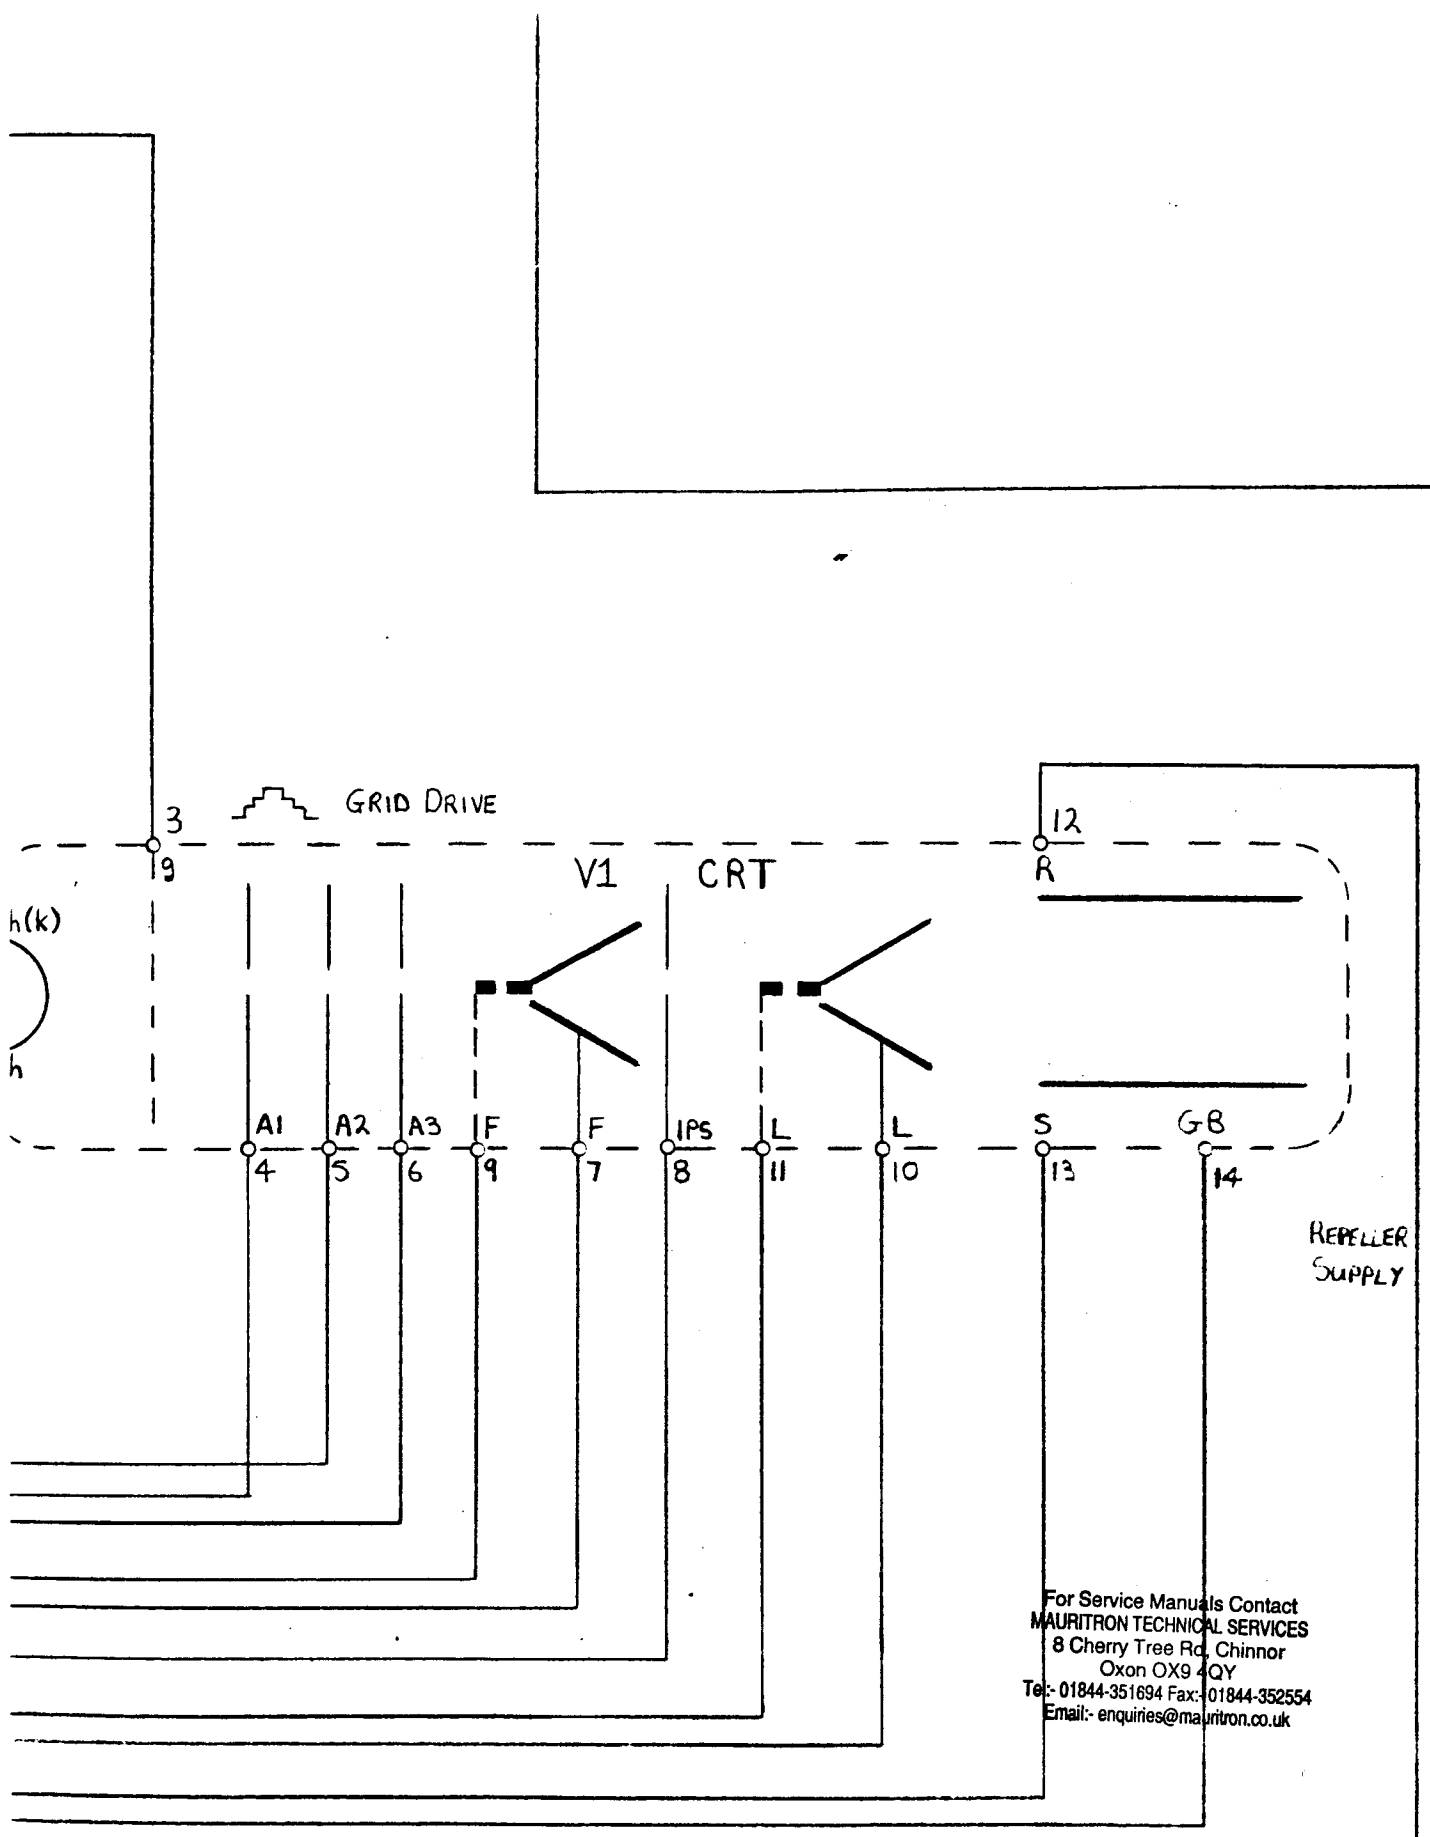 3
GRID DRIVE
12
g
V1 CRT
R
h(k)
h
A1 A2 A3 F F IPS L L S GB
4 5 6 9 7 8 11 10 13 14
REPELLER
SUPPLY
For Service Manuals Contact
MAURITRON TECHNICAL SERVICES
8 Cherry Tree Rd, Chinnor
Oxon OX9 4QY
Tel:- 01844-351694 Fax:- 01844-352554
Email:- enquiries@mauritron.co.uk